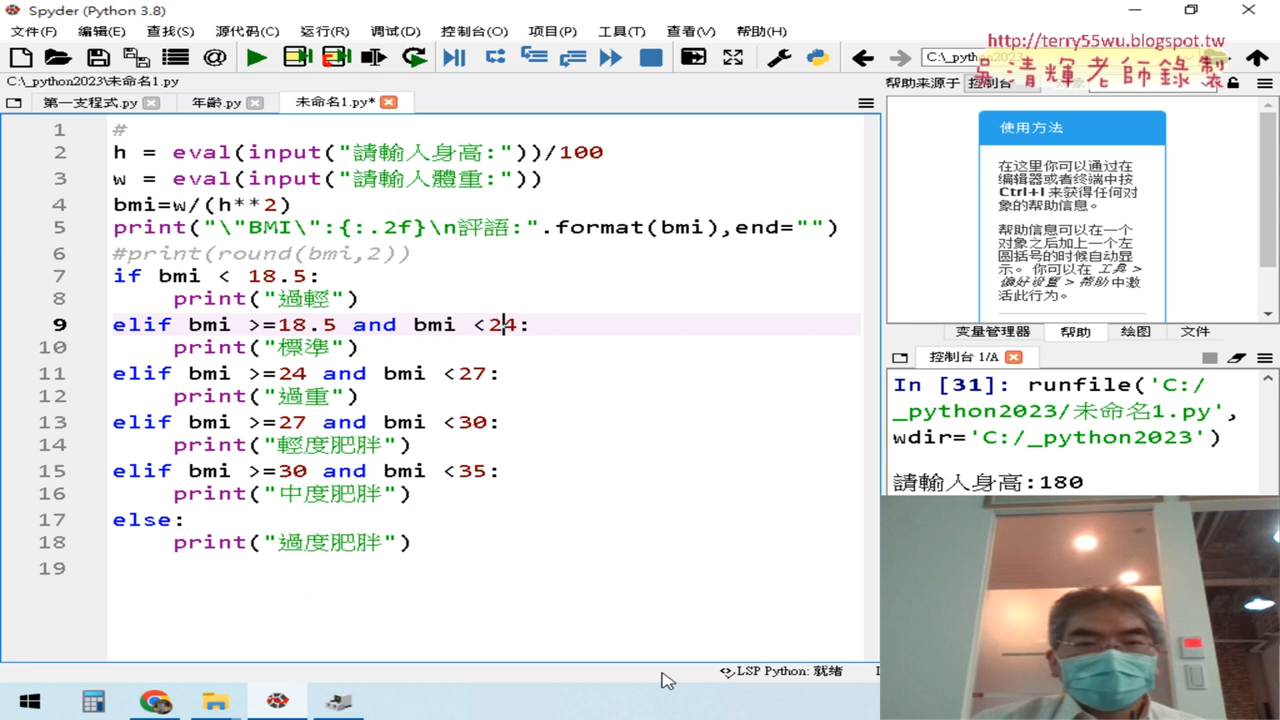 Spyder (Python 3.8)
文件(F) 编辑(E) 查找(S) 源代码(C) 运行(R) 调试(D) 控制台(O) 项目(P) 工具(T) 查看(V) 帮助(H)
http://terry55wu.blogspot.tw
吳清輝老師錄製
C:\_python2023\未命名1.py
帮助来源于 控制台
第一支程式.py 年齡.py 未命名1.py*
1 #
2 h = eval(input("請輸入身高:"))/100
3 w = eval(input("請輸入體重:"))
4 bmi=w/(h**2)
5 print("\"BMI\":{:.2f}\n評語:".format(bmi),end="")
6 #print(round(bmi,2))
7 if bmi < 18.5:
8 print("過輕")
9 elif bmi >=18.5 and bmi <24:
10 print("標準")
11 elif bmi >=24 and bmi <27:
12 print("過重")
13 elif bmi >=27 and bmi <30:
14 print("輕度肥胖")
15 elif bmi >=30 and bmi <35:
16 print("中度肥胖")
17 else:
18 print("過度肥胖")
19
使用方法
在这里你可以通过在
编辑器或者终端中按
Ctrl+I 来获得任何对
象的帮助信息。
帮助信息可以在一个
对象之后加上一个左
圆括号的时候自动显
示。 你可以在 工具 >
偏好设置 > 帮助 中激
活此行为。
变量管理器 帮助 绘图 文件
控制台 1/A
In [31]: runfile('C:/
_python2023/未命名1.py',
wdir='C:/_python2023')
請輸入身高:180
LSP Python: 就绪